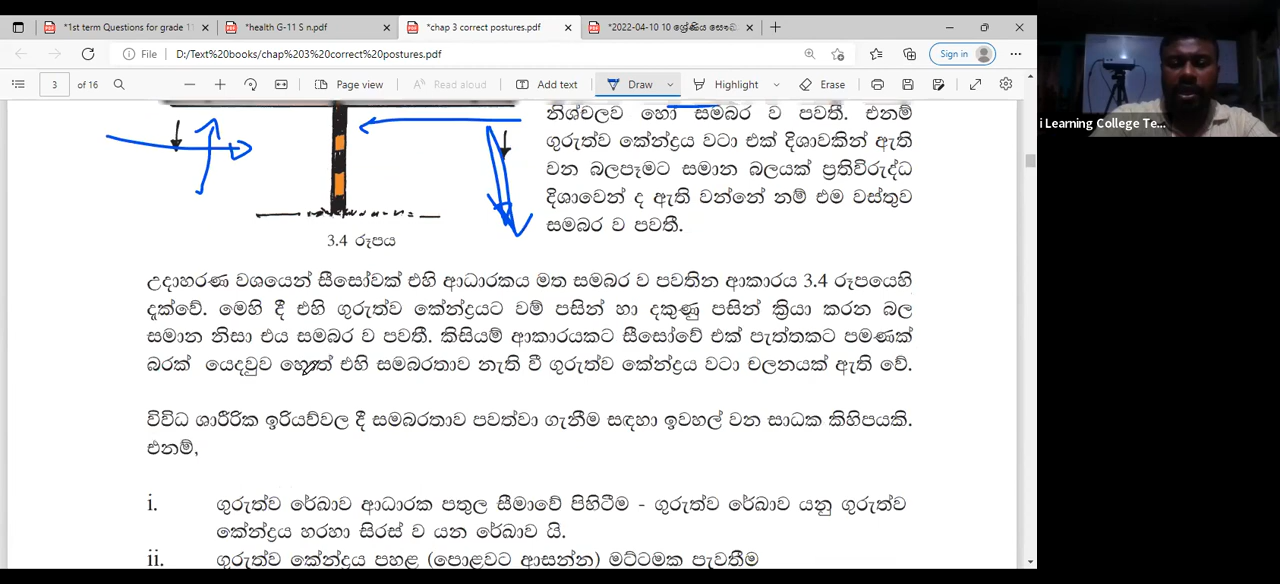 *1st term Questions for grade 1
*health G-11 S n.pdf
*chap 3 correct postures.pdf
*2022-04-10 10 ශ්‍රේණිය සෞඛ
File
D:/Text%20books/chap%203%20correct%20postures.pdf
Sign in
3 of 16
Page view
Read aloud
Add text
Draw
Highlight
Erase
නිශ්චලව හෝ සමබර ව පවතී. එනම්
ගුරුත්ව කේන්ද්‍රය වටා එක් දිශාවකින් ඇති
වන බලපෑමට සමාන බලයක් ප්‍රතිවිරුද්ධ
දිශාවෙන් ද ඇති වන්නේ නම් එම වස්තුව
සමබර ව පවතී.
3.4 රූපය
උදාහරණ වශයෙන් සීසෝවක් එහි ආධාරකය මත සමබර ව පවතින ආකාරය 3.4 රූපයෙහි
දැක්වේ. මෙහි දී එහි ගුරුත්ව කේන්ද්‍රයට වම් පසින් හා දකුණු පසින් ක්‍රියා කරන බල
සමාන නිසා එය සමබර ව පවතී. කිසියම් ආකාරයකට සීසෝවේ එක් පැත්තකට පමණක්
බරක් යෙදවුව හොත් එහි සමබරතාව නැති වී ගුරුත්ව කේන්ද්‍රය වටා චලනයක් ඇති වේ.
විවිධ ශාරීරික ඉරියව්වල දී සමබරතාව පවත්වා ගැනීම සඳහා ඉවහල් වන සාධක කිහිපයකි.
එනම්,
i. ගුරුත්ව රේඛාව ආධාරක පතුල සීමාවේ පිහිටීම - ගුරුත්ව රේඛාව යනු ගුරුත්ව
කේන්ද්‍රය හරහා සිරස් ව යන රේඛාව යි.
ii. ගුරුත්ව කේන්ද්‍රය පහළ (පොළවට ආසන්න) මට්ටමක පැවතීම
i Learning College Te...